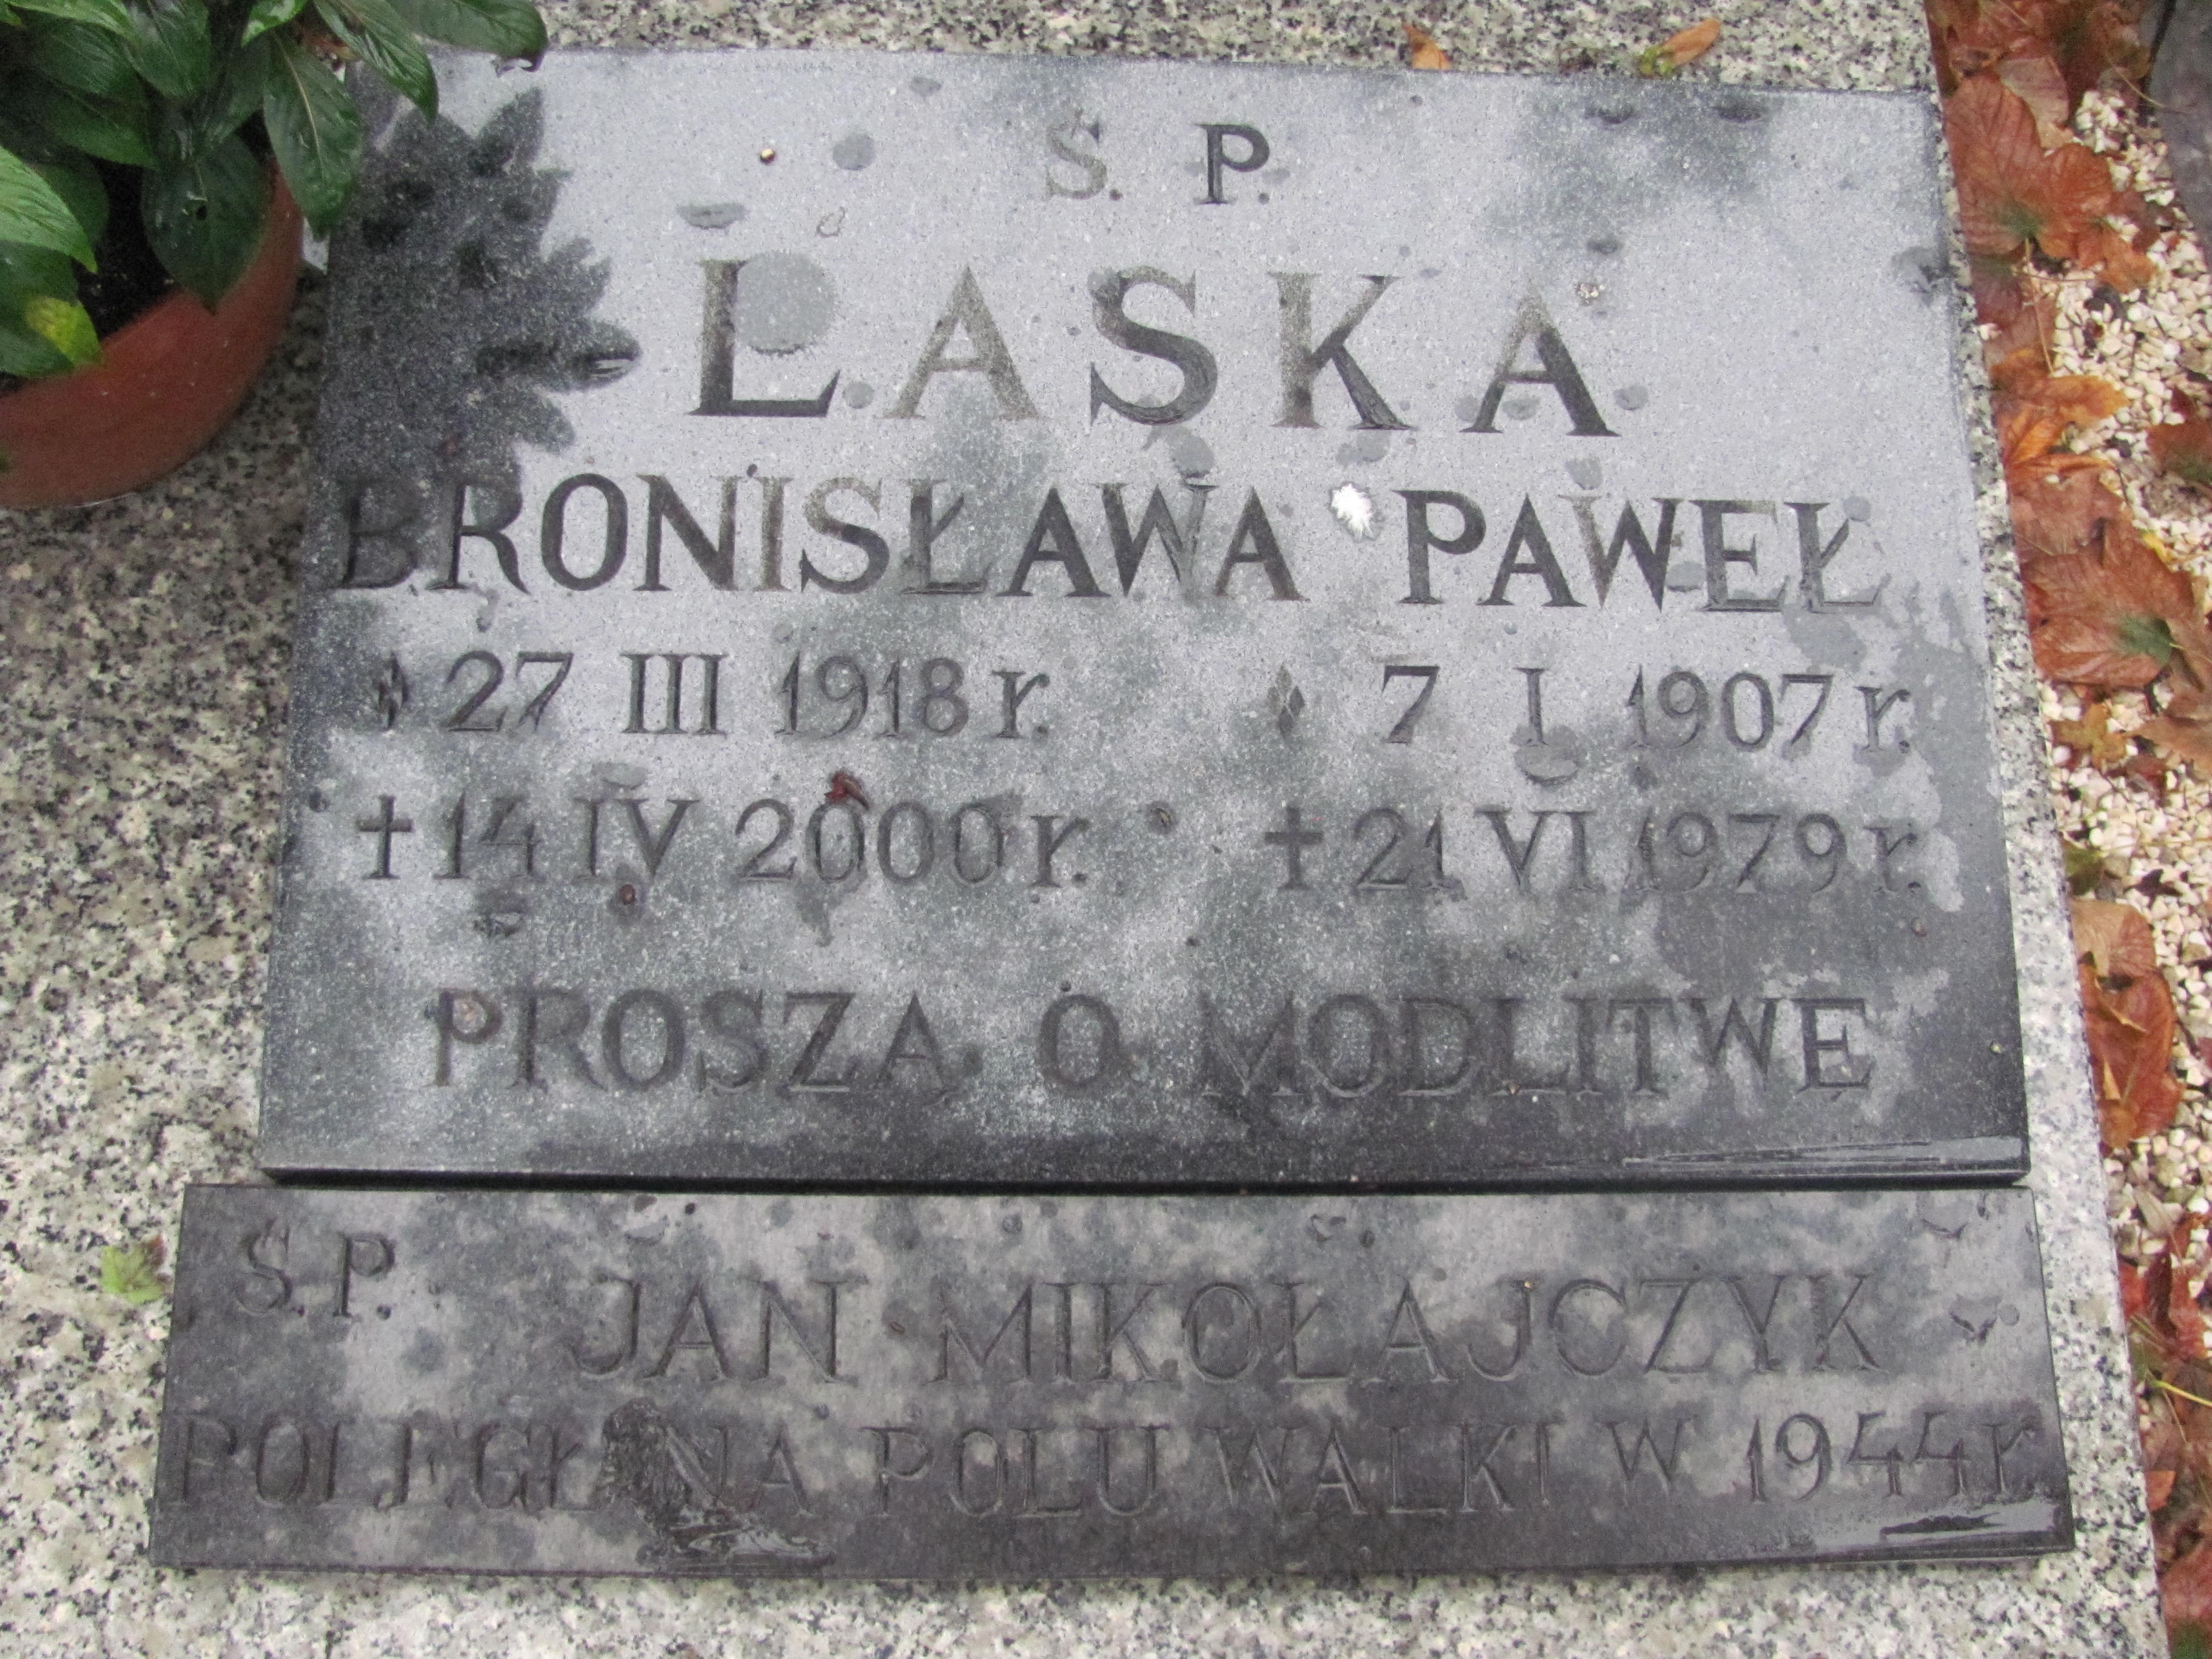 Ś. P.
LASKA
BRONISŁAWA PAWEŁ
27 III 1918 r. 7 I 1907 r.
† 14 IV 2000 r. † 21 VI 1979 r.
PROSZĄ O MODLITWĘ
Ś.P. JAN MIKOŁAJCZYK
POLEGŁ NA POLU WALKI W 1944 r